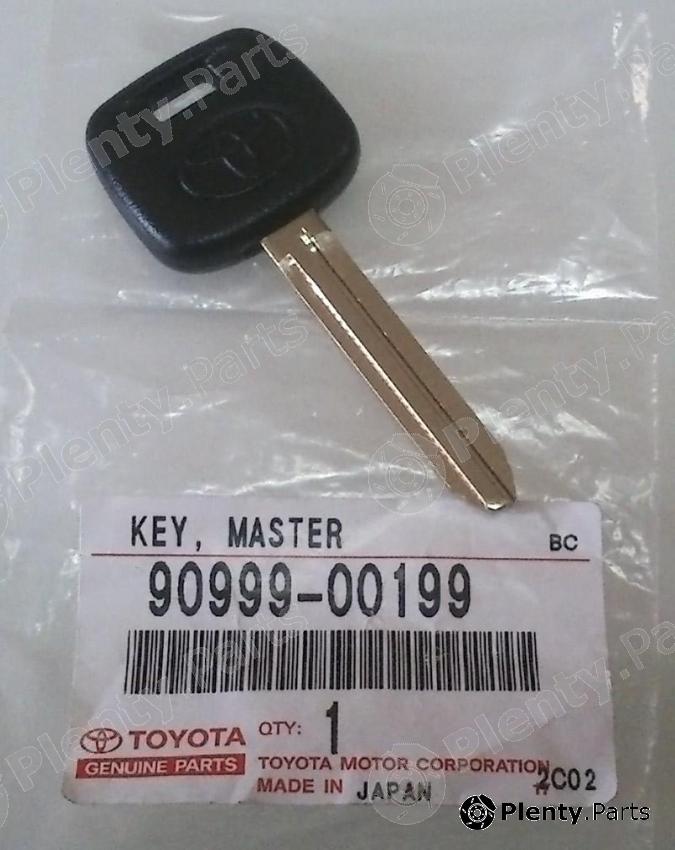 KEY, MASTER
BC
90999-00199
TOYOTA
GENUINE PARTS
QTY: 1
TOYOTA MOTOR CORPORATION
MADE IN JAPAN
2C02
Plenty.Parts